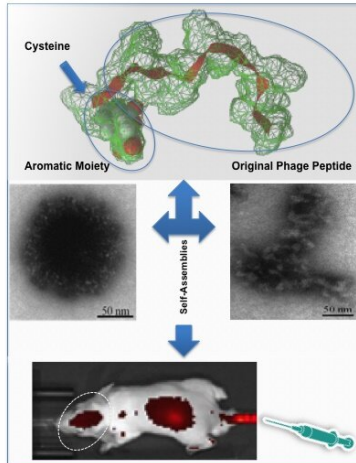 Cysteine
Aromatic Moiety
Original Phage Peptide
Self-Assemblies
50 nm
50 nm